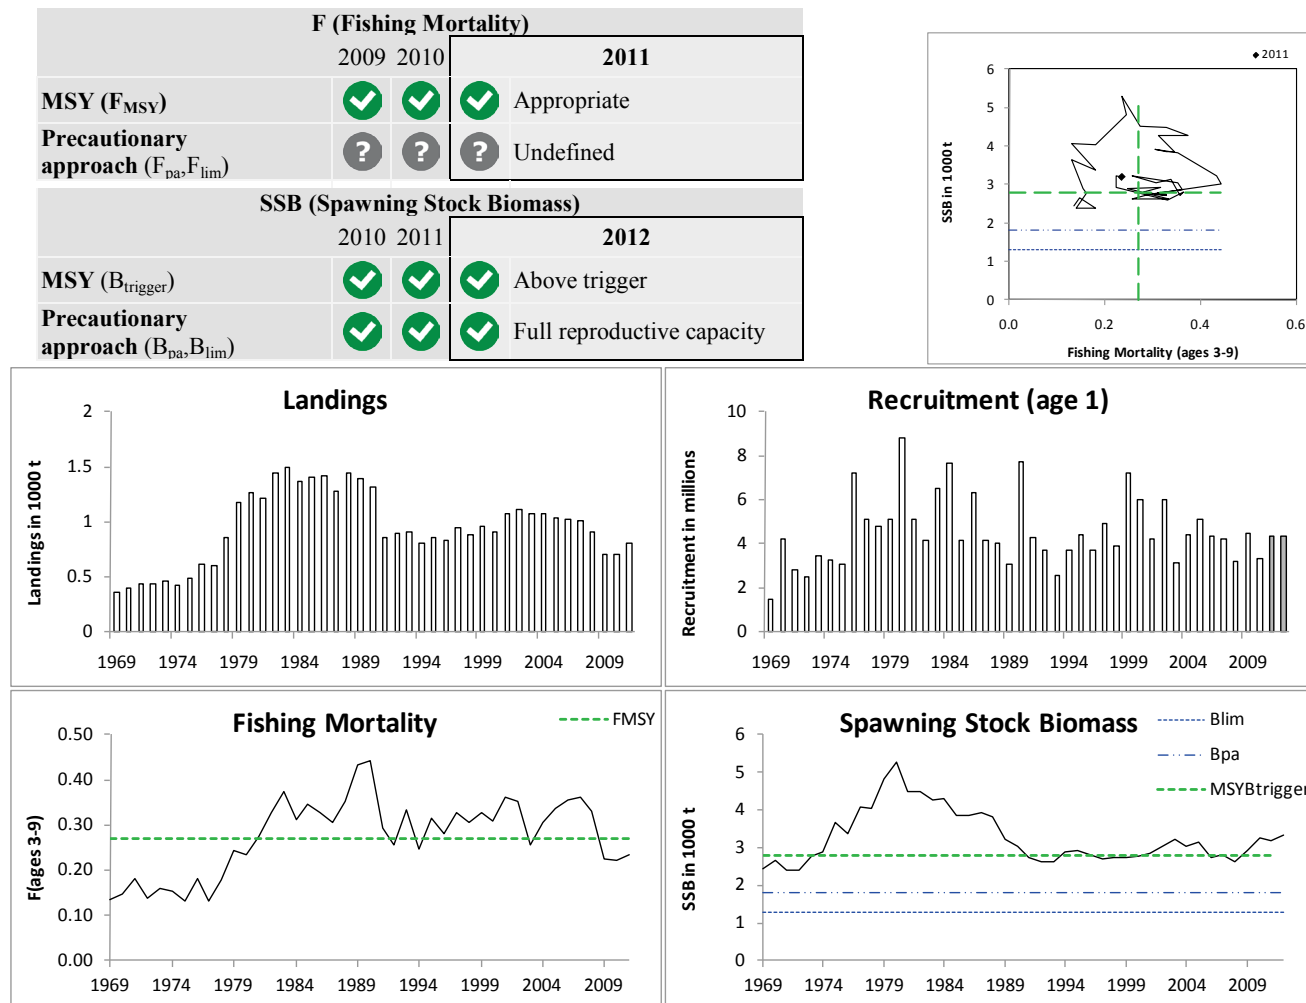 F (Fishing Mortality)
2009 2010 2011
MSY (FMSY) Appropriate
Precautionary
approach (Fpa,Flim) Undefined
SSB (Spawning Stock Biomass)
2010 2011 2012
MSY (Btrigger) Above trigger
Precautionary
approach (Bpa,Blim) Full reproductive capacity
2011
SSB in 1000 t
6
5
4
3
2
1
0
0.0 0.2 0.4 0.6
Fishing Mortality (ages 3-9)
Landings
Landings in 1000 t
2
1.5
1
0.5
0
1969 1974 1979 1984 1989 1994 1999 2004 2009
Recruitment (age 1)
Recruitment in millions
10
8
6
4
2
0
1969 1974 1979 1984 1989 1994 1999 2004 2009
Fishing Mortality
FMSY
F(ages 3-9)
0.50
0.40
0.30
0.20
0.10
0.00
1969 1974 1979 1984 1989 1994 1999 2004 2009
Spawning Stock Biomass
Blim
Bpa
MSYBtrigger
SSB in 1000 t
6
5
4
3
2
1
0
1969 1974 1979 1984 1989 1994 1999 2004 2009